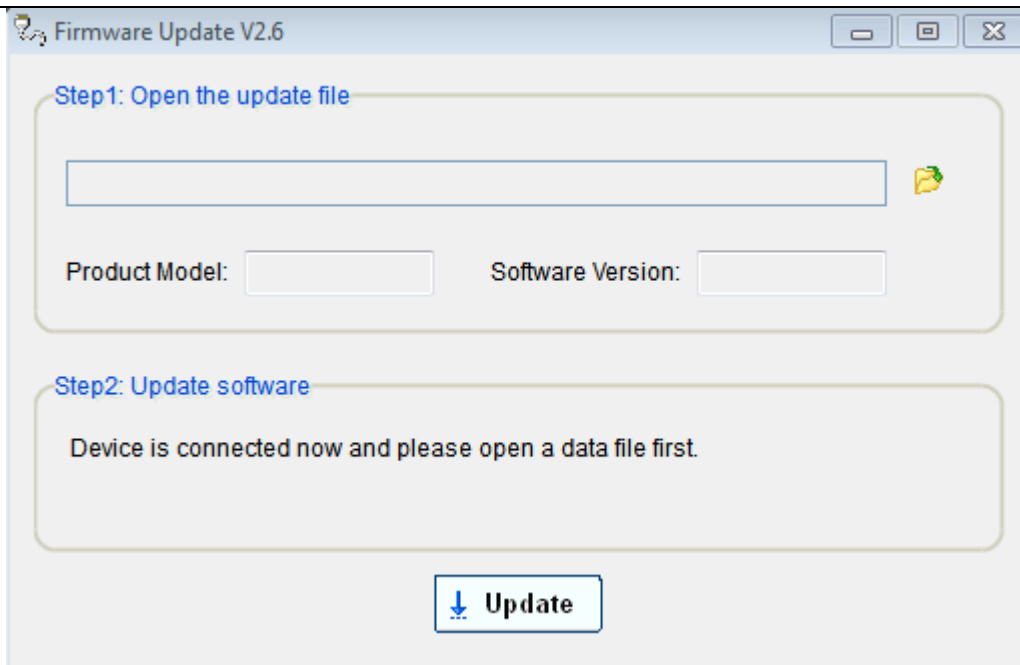 Firmware Update V2.6
Step1: Open the update file
Product Model: Software Version:
Step2: Update software
Device is connected now and please open a data file first.
Update